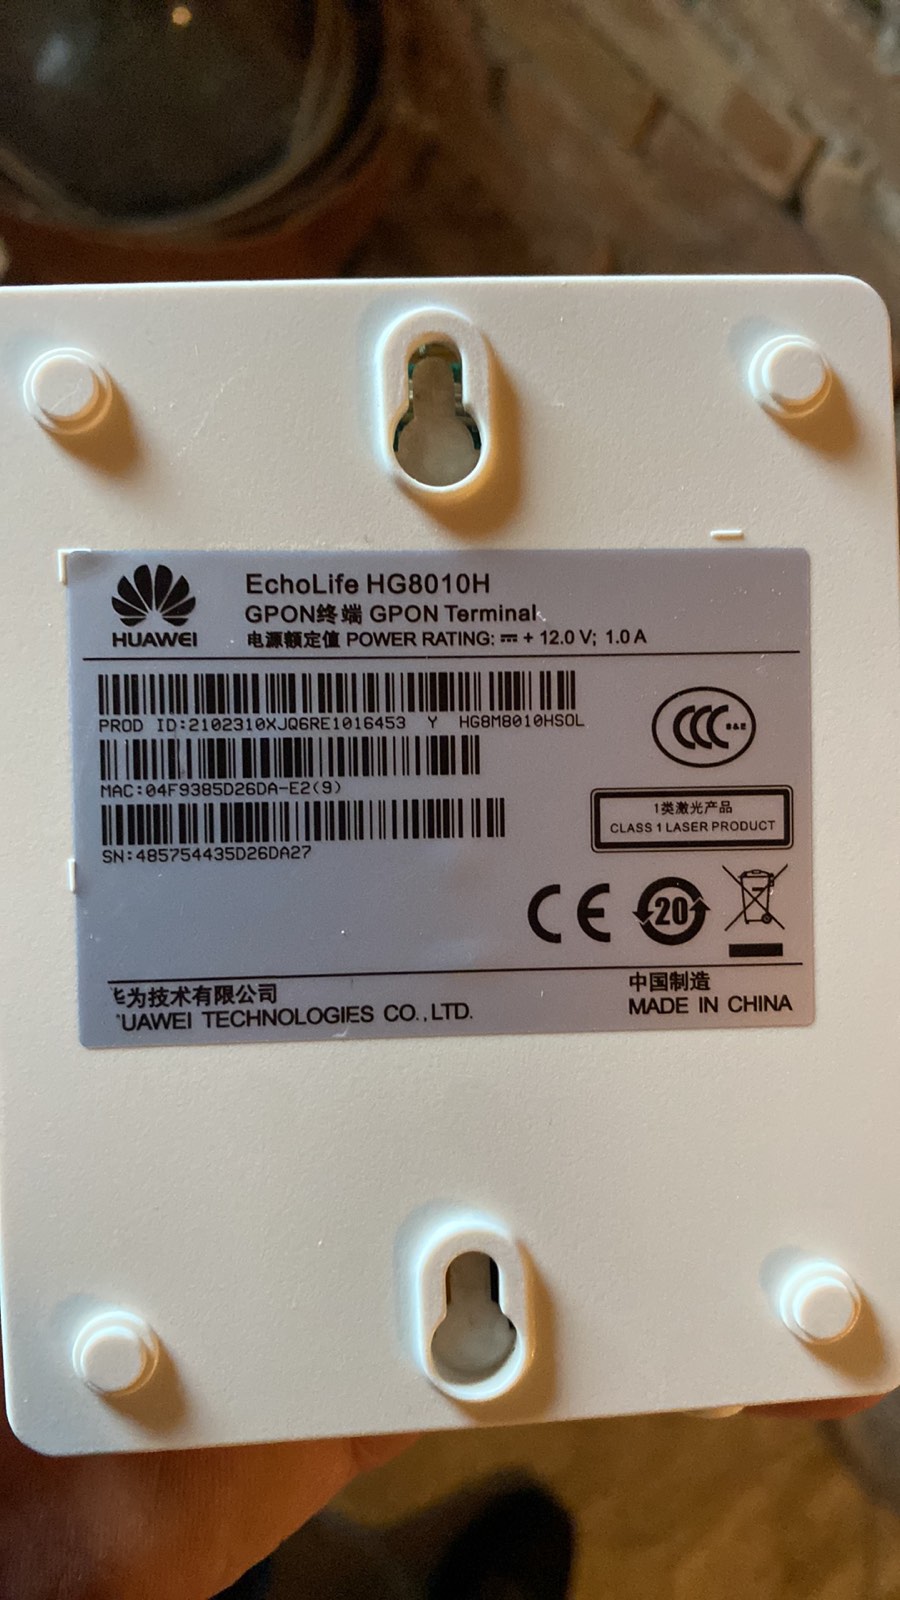 HUAWEI
EchoLife HG8010H
GPON终端 GPON Terminal
电源额定值 POWER RATING: ⎓ + 12.0 V; 1.0 A
PROD ID:2102310XJQ6RE1016453 Y HG8M8010HSOL
MAC:04F9385D26DA-E2(9)
SN:485754435D26DA27
CCC S&E
1类激光产品
CLASS 1 LASER PRODUCT
CE
20
为技术有限公司
UAWEI TECHNOLOGIES CO.,LTD.
中国制造
MADE IN CHINA